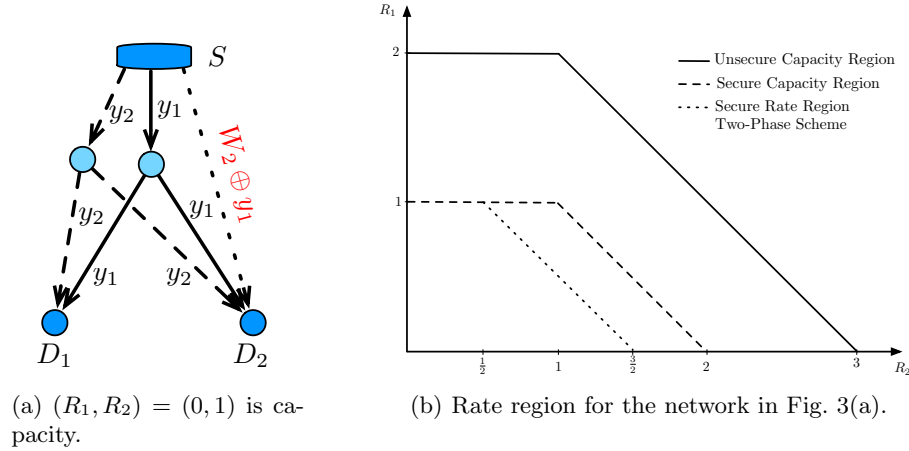 S
y₂
y₁
W₂ ⊕ y₁
y₂
y₁
y₁
y₂
D₁
D₂
(a) (R₁, R₂) = (0, 1) is ca-
pacity.
R₁
2
1
Unsecure Capacity Region
Secure Capacity Region
Secure Rate Region
Two-Phase Scheme
1/2
1
3/2
2
3
R₂
(b) Rate region for the network in Fig. 3(a).